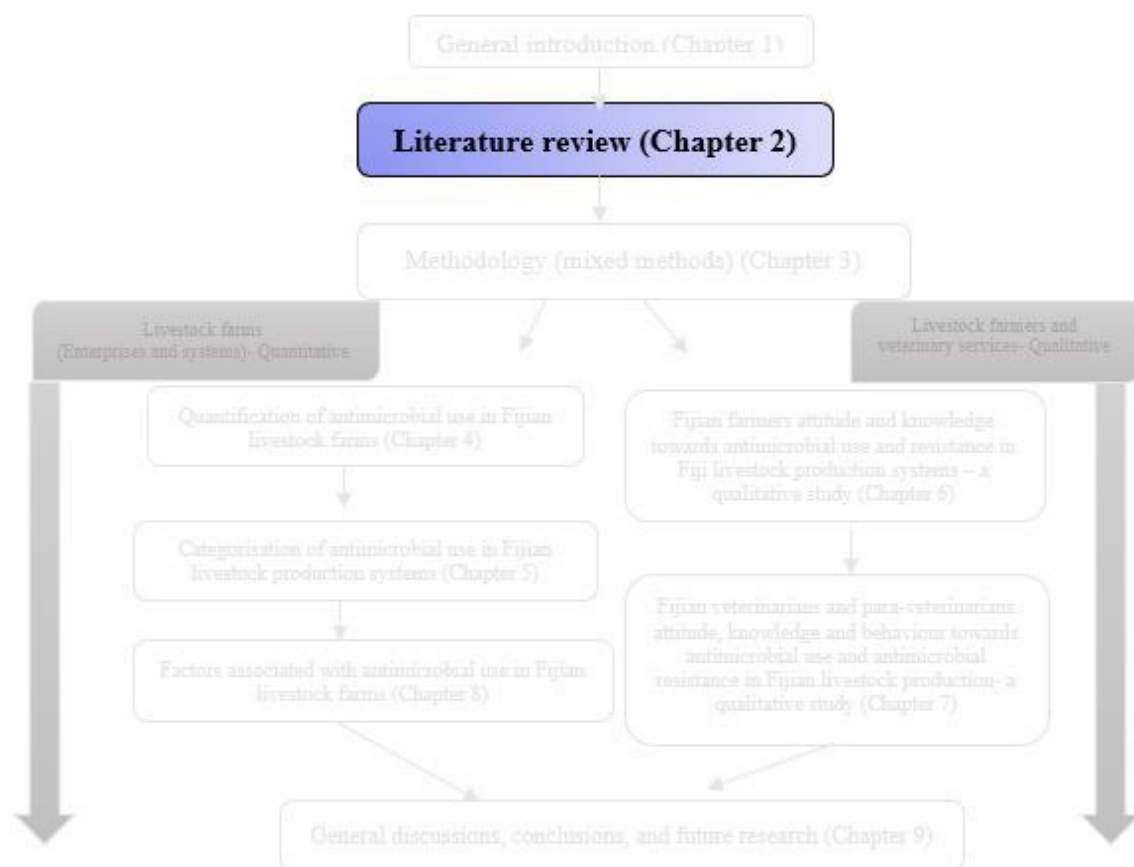 General introduction (Chapter 1)
Literature review (Chapter 2)
Methodology (mixed methods) (Chapter 3)
Livestock farms
(Enterprises and systems)- Quantitative
Livestock farmers and
veterinary services- Qualitative
Quantification of antimicrobial use in Fijian
livestock farms (Chapter 4)
Categorisation of antimicrobial use in Fijian
livestock production systems (Chapter 5)
Factors associated with antimicrobial use in Fijian
livestock farms (Chapter 8)
Fijian farmers attitude and knowledge
towards antimicrobial use and resistance in
Fiji livestock production systems – a
qualitative study (Chapter 6)
Fijian veterinarians and para-veterinarians
attitude, knowledge and behaviour towards
antimicrobial use and antimicrobial
resistance in Fijian livestock production- a
qualitative study (Chapter 7)
General discussions, conclusions, and future research (Chapter 9)